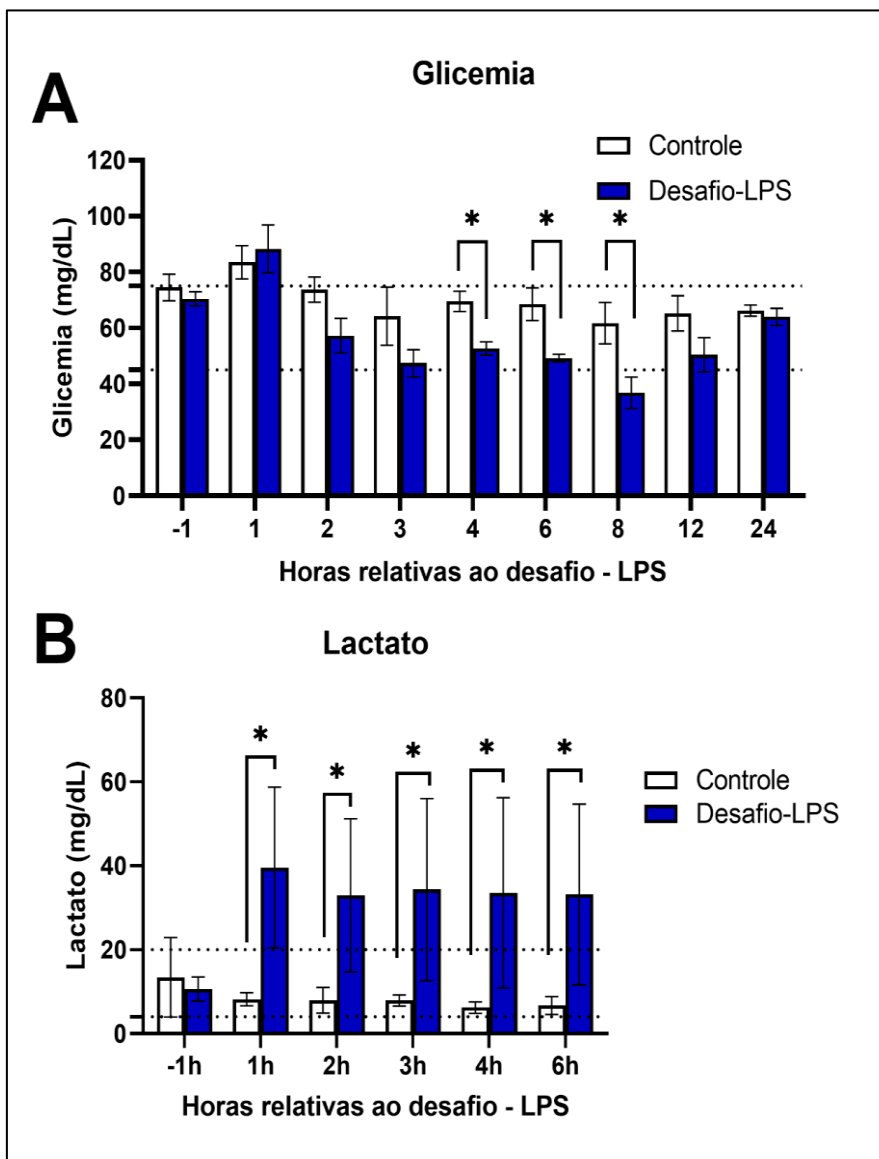 A
Glicemia
Controle
Desafio-LPS
Glicemia (mg/dL)
120
100
80
60
40
20
0
* * *
-1 1 2 3 4 6 8 12 24
Horas relativas ao desafio - LPS
B
Lactato
Controle
Desafio-LPS
Lactato (mg/dL)
80
60
40
20
0
* * * * *
-1h 1h 2h 3h 4h 6h
Horas relativas ao desafio - LPS